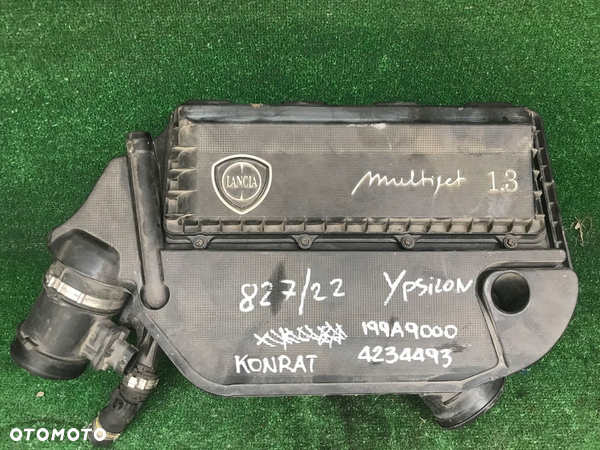 LANCIA
multijet 1.3
827/22 YPSILON
199A9000
KONRAT 4234493
OTOMOTO